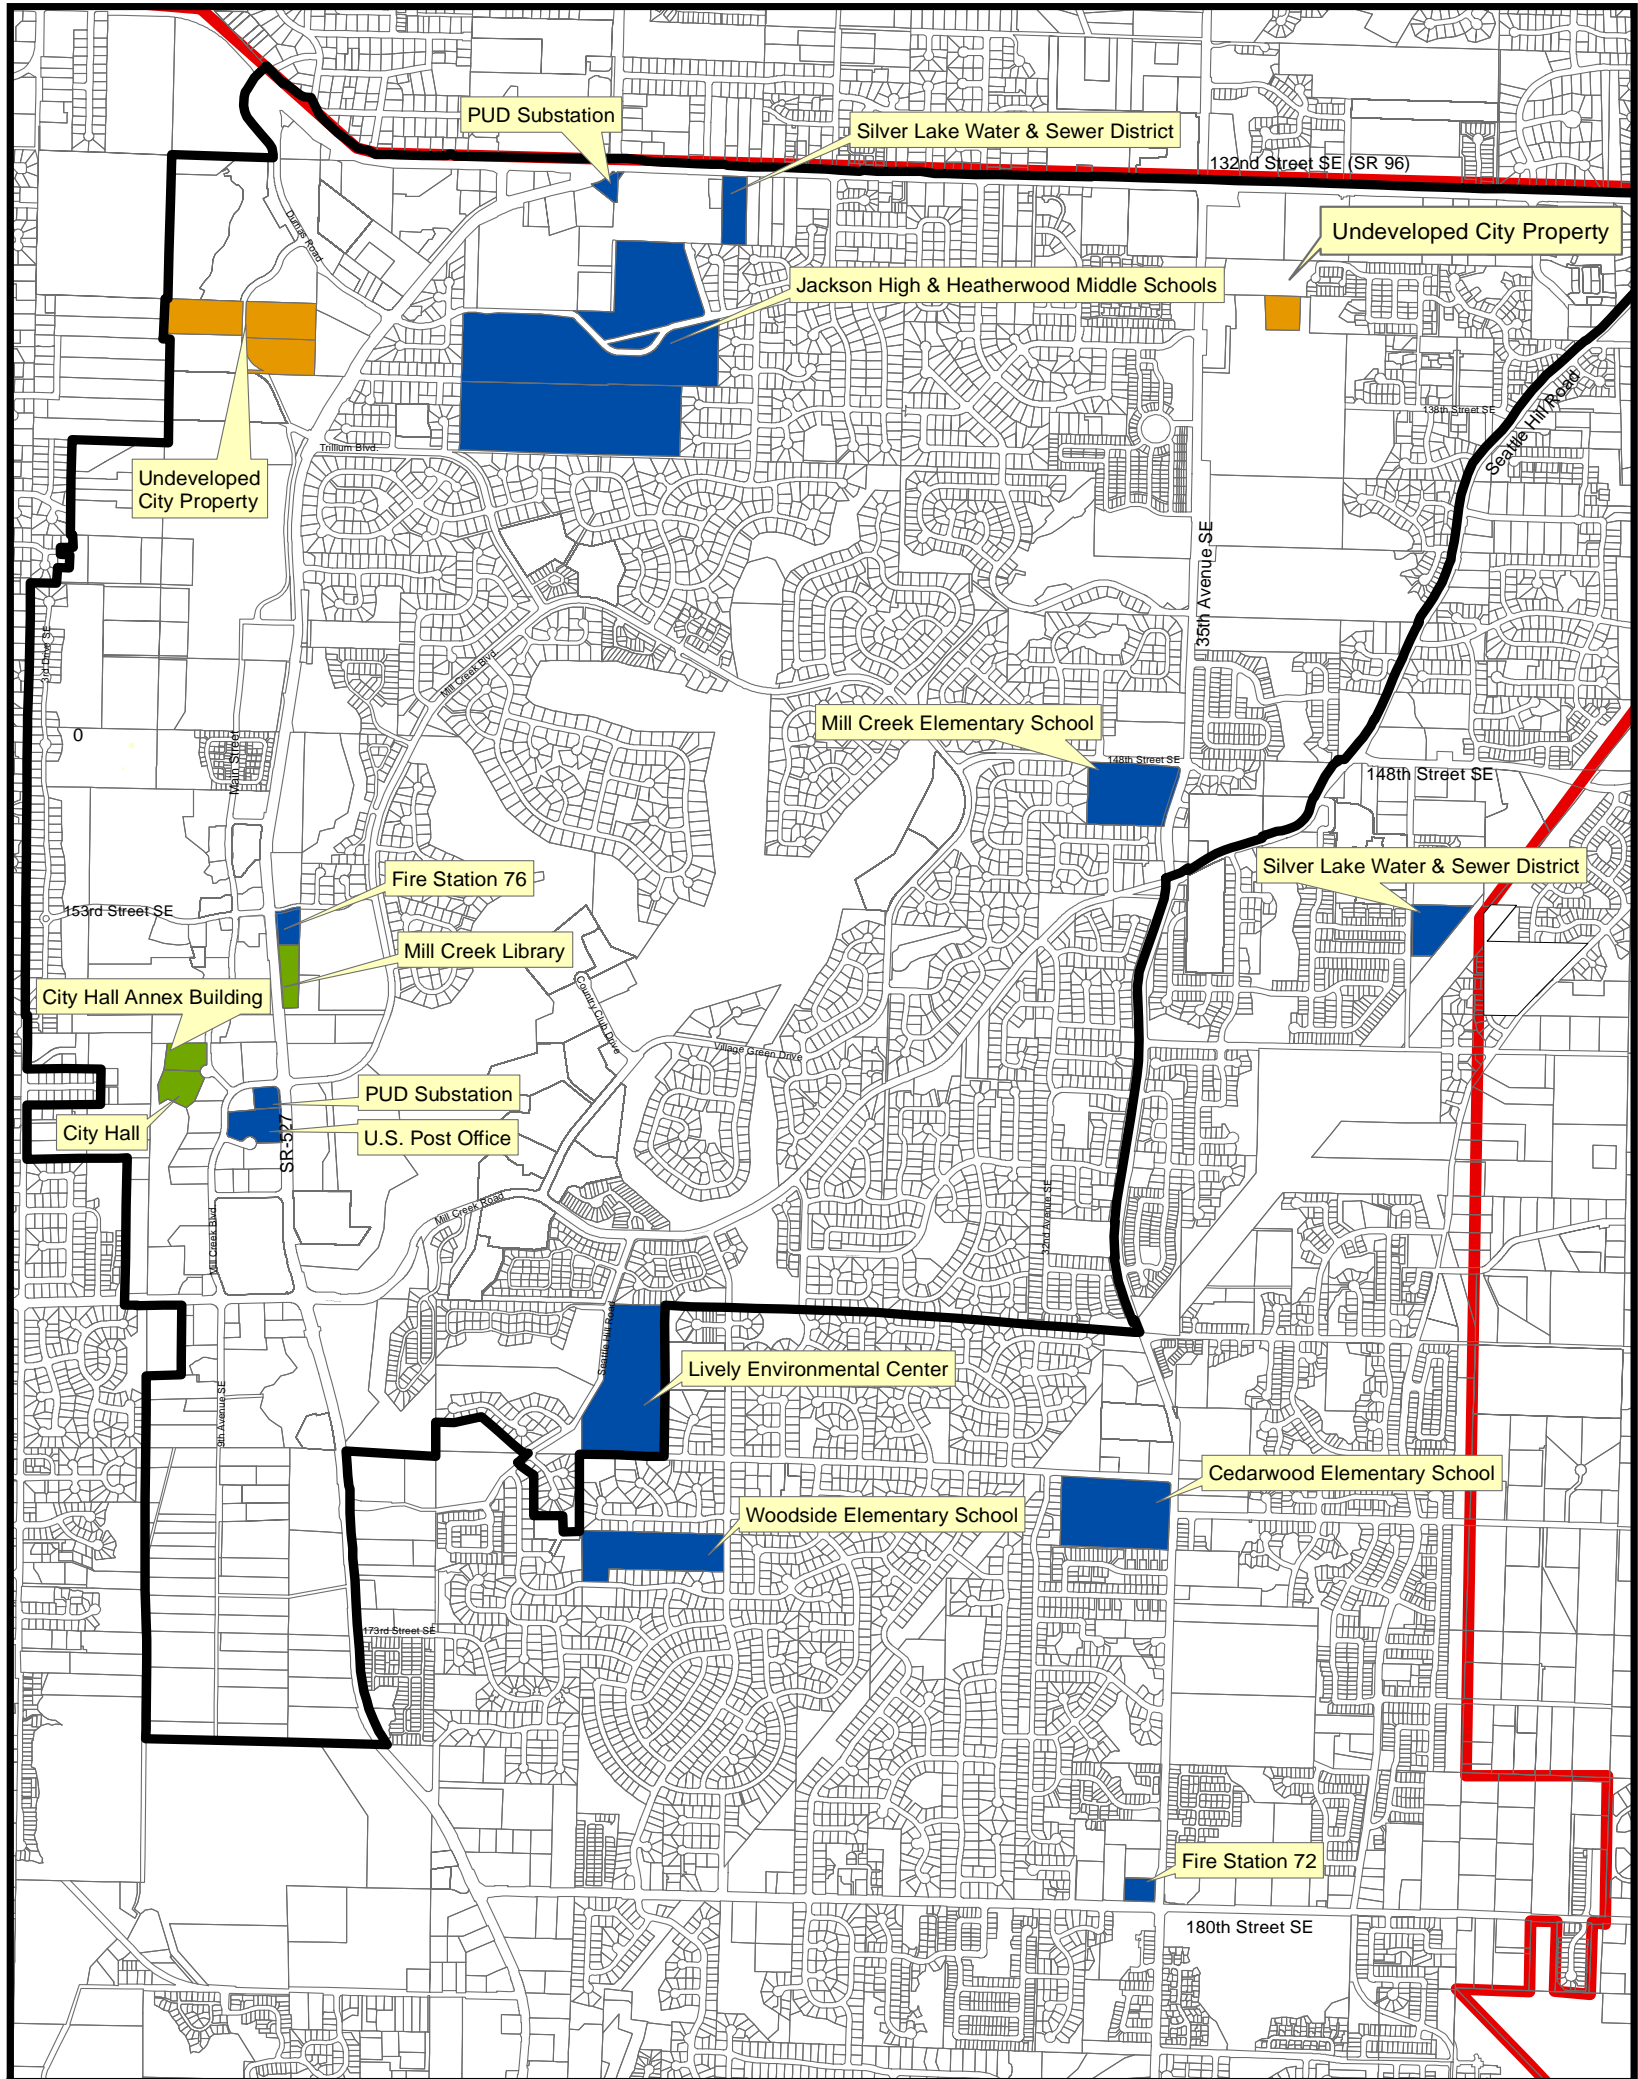 PUD Substation
Silver Lake Water & Sewer District
132nd Street SE (SR 96)
Undeveloped City Property
Dumas Road
Jackson High & Heatherwood Middle Schools
138th Street SE
Seattle Hill Road
Trillium Blvd.
Undeveloped
City Property
35th Avenue SE
3rd Drive SE
Mill Creek Blvd.
Mill Creek Elementary School
0
Main Street
148th Street SE
148th Street SE
Silver Lake Water & Sewer District
Fire Station 76
153rd Street SE
Mill Creek Library
City Hall Annex Building
Country Club Drive
Village Green Drive
PUD Substation
City Hall
U.S. Post Office
SR-527
Mill Creek Road
32nd Avenue SE
Mill Creek Blvd.
Seattle Hill Road
Lively Environmental Center
9th Avenue SE
Cedarwood Elementary School
Woodside Elementary School
173rd Street SE
Fire Station 72
180th Street SE